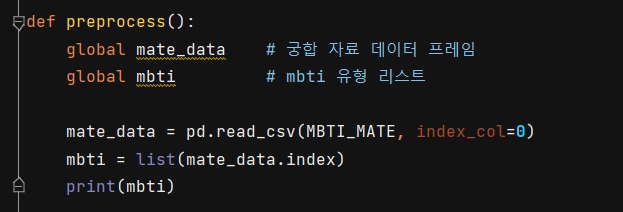 def preprocess():
    global mate_data    # 궁합 자료 데이터 프레임
    global mbti         # mbti 유형 리스트

    mate_data = pd.read_csv(MBTI_MATE, index_col=0)
    mbti = list(mate_data.index)
    print(mbti)